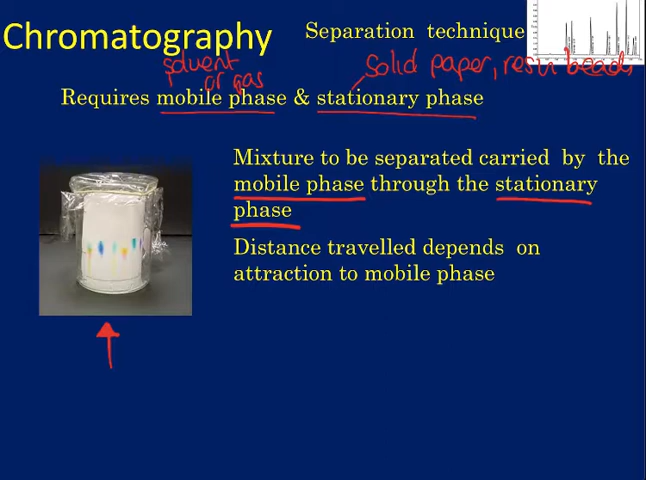 Chromatography
Separation technique
solvent
or gas
solid paper, resin beads
Requires mobile phase & stationary phase
Mixture to be separated carried by the
mobile phase through the stationary
phase
Distance travelled depends on
attraction to mobile phase